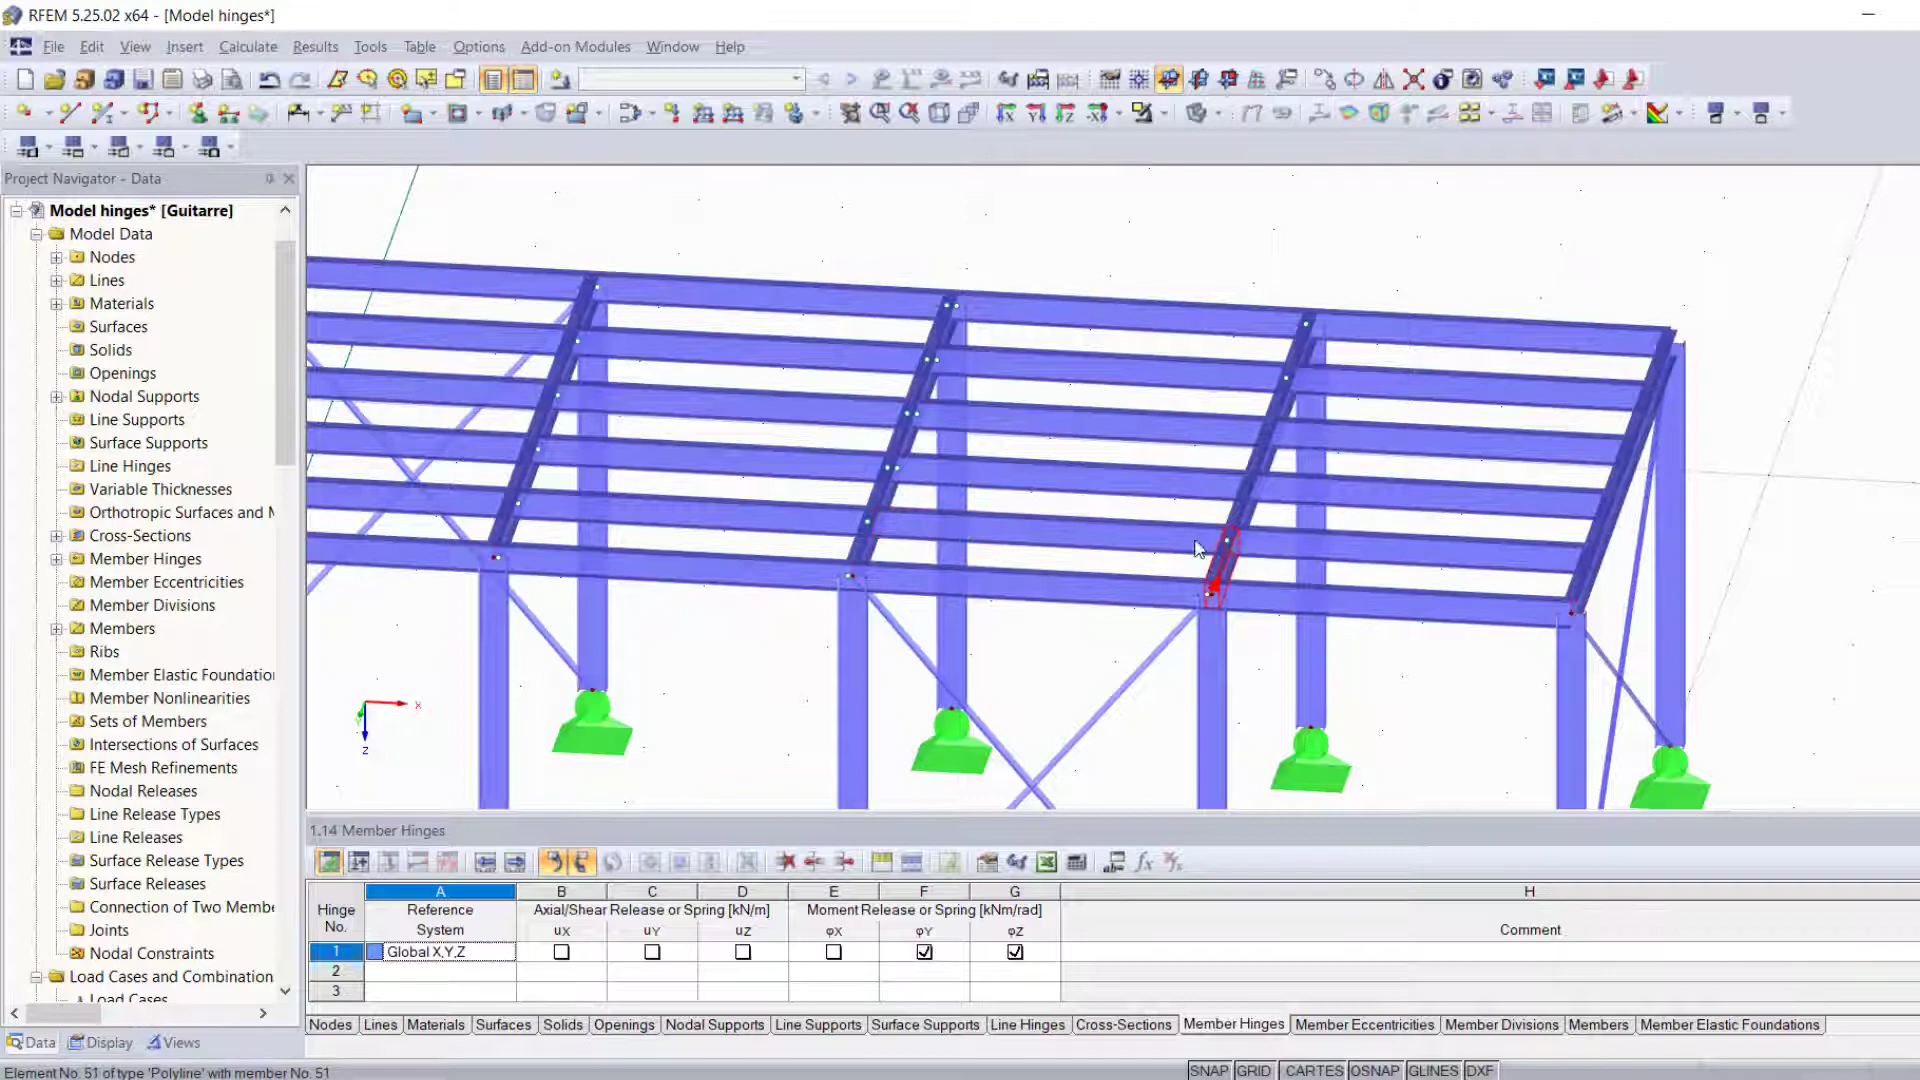 RFEM 5.25.02 x64 - [Model hinges*]
File Edit View Insert Calculate Results Tools Table Options Add-on Modules Window Help
Project Navigator - Data
Model hinges* [Guitarre]
Model Data
Nodes
Lines
Materials
Surfaces
Solids
Openings
Nodal Supports
Line Supports
Surface Supports
Line Hinges
Variable Thicknesses
Orthotropic Surfaces and M
Cross-Sections
Member Hinges
Member Eccentricities
Member Divisions
Members
Ribs
Member Elastic Foundation
Member Nonlinearities
Sets of Members
Intersections of Surfaces
FE Mesh Refinements
Nodal Releases
Line Release Types
Line Releases
Surface Release Types
Surface Releases
Connection of Two Membe
Joints
Nodal Constraints
Load Cases and Combination
Load Cases
Data Display Views
X
Y
Z
1.14 Member Hinges
A B C D E F G H
Hinge Reference Axial/Shear Release or Spring [kN/m] Moment Release or Spring [kNm/rad]
No. System uX uY uZ φX φY φZ Comment
1 Global X,Y,Z
2
3
Nodes Lines Materials Surfaces Solids Openings Nodal Supports Line Supports Surface Supports Line Hinges Cross-Sections Member Hinges Member Eccentricities Member Divisions Members Member Elastic Foundations
Element No. 51 of type 'Polyline' with member No. 51
SNAP GRID CARTES OSNAP GLINES DXF